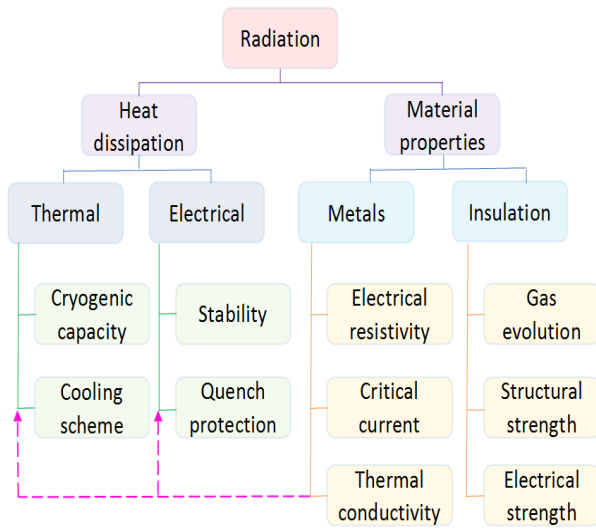 Radiation
Heat
dissipation
Material
properties
Thermal
Electrical
Metals
Insulation
Cryogenic
capacity
Stability
Electrical
resistivity
Gas
evolution
Cooling
scheme
Quench
protection
Critical
current
Structural
strength
Thermal
conductivity
Electrical
strength